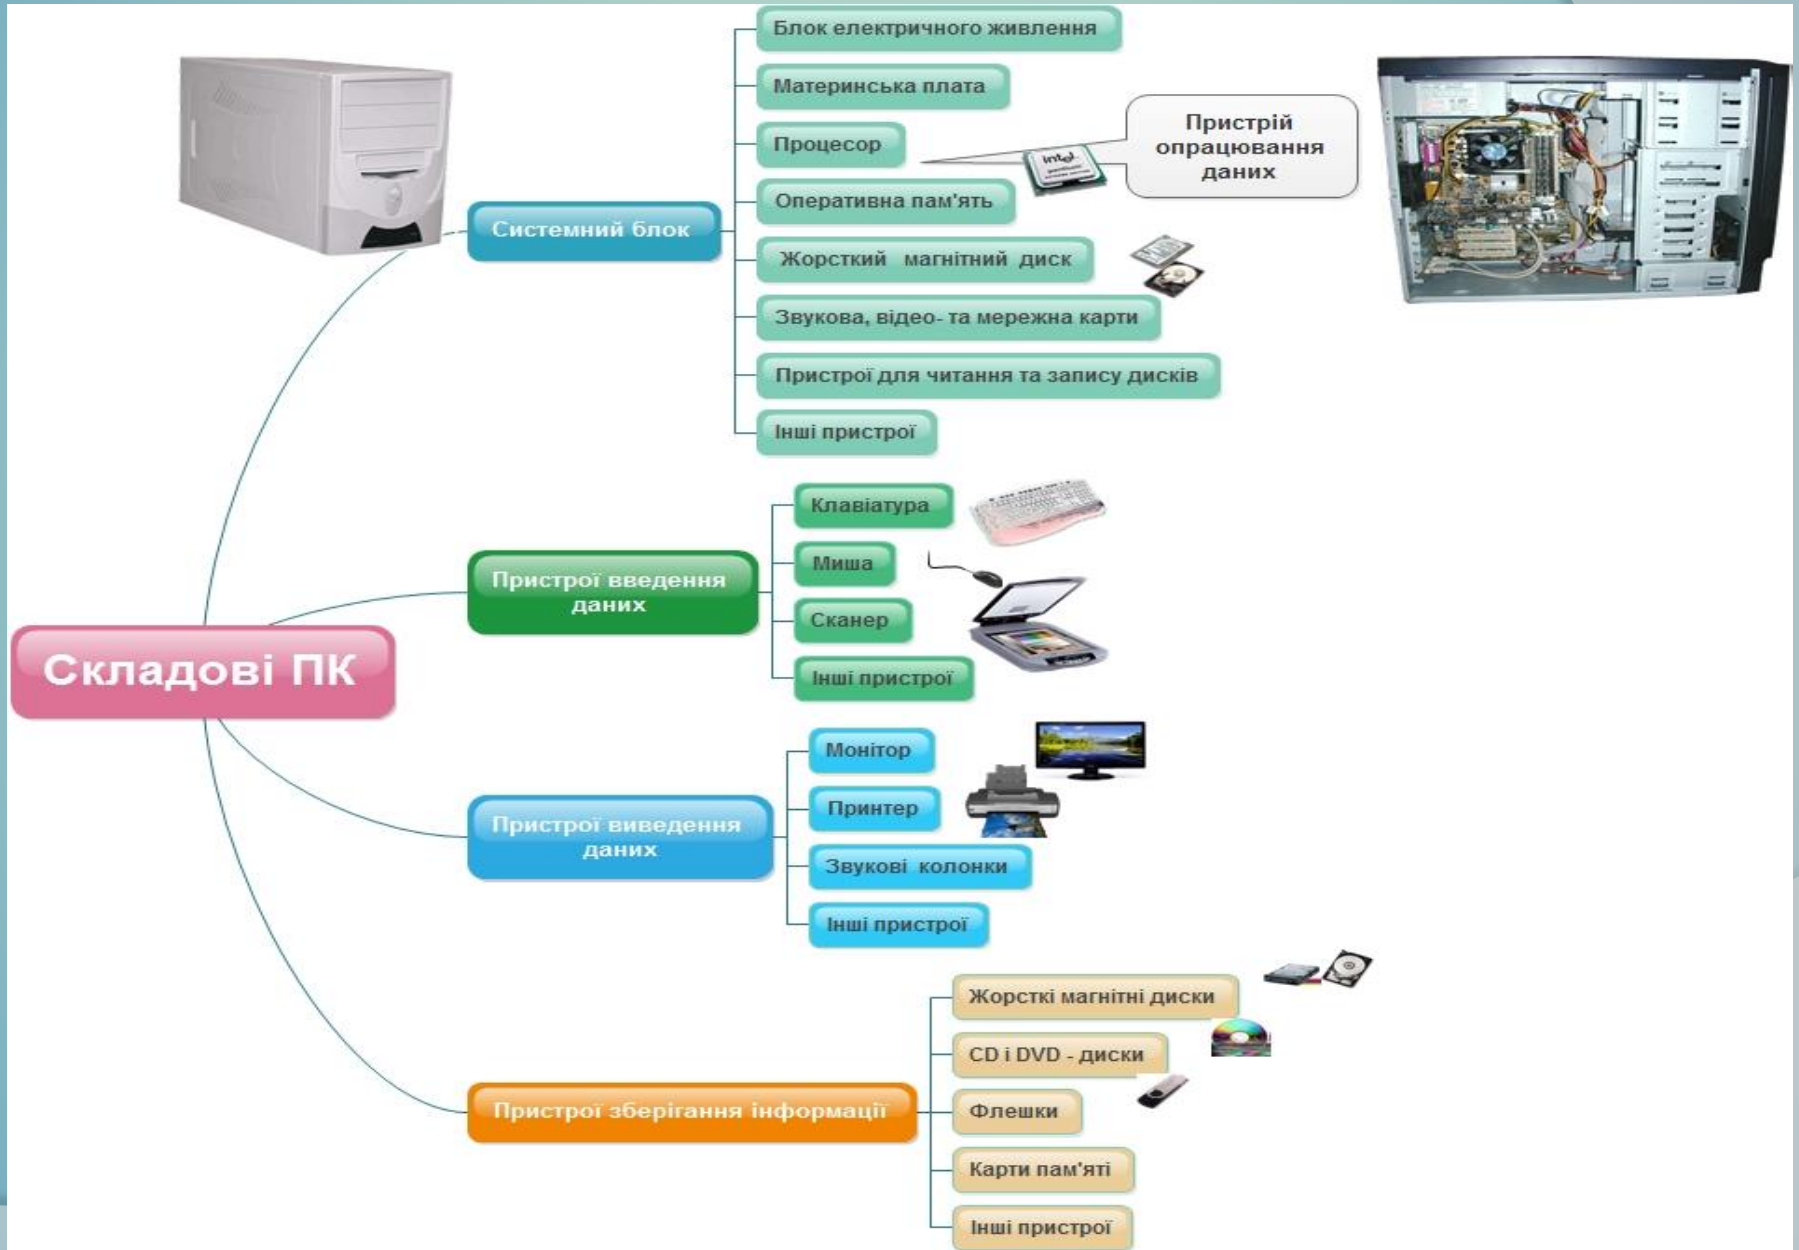 Складові ПК
Системний блок
Блок електричного живлення
Материнська плата
Процесор
Пристрій
опрацювання
даних
intel
pentium
Оперативна пам'ять
Жорсткий магнітний диск
Звукова, відео- та мережна карти
Пристрої для читання та запису дисків
Інші пристрої
Пристрої введення
даних
Клавіатура
Миша
Сканер
Інші пристрої
Пристрої виведення
даних
Монітор
Принтер
Звукові колонки
Інші пристрої
Пристрої зберігання інформації
Жорсткі магнітні диски
CD і DVD - диски
Флешки
Карти пам'яті
Інші пристрої